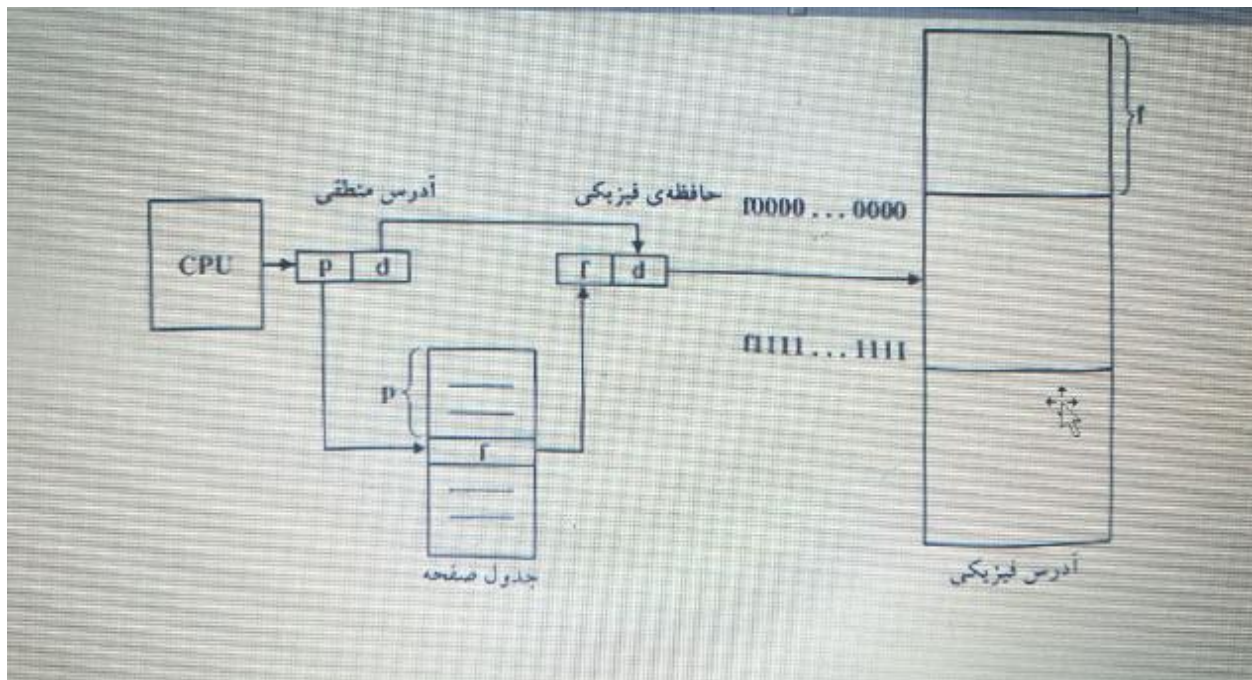 f
آدرس منطقی
حافظه‌ی فیزیکی
f0000 ... 0000
CPU
p d
f d
f1111 ... 1111
p
f
جدول صفحه
آدرس فیزیکی